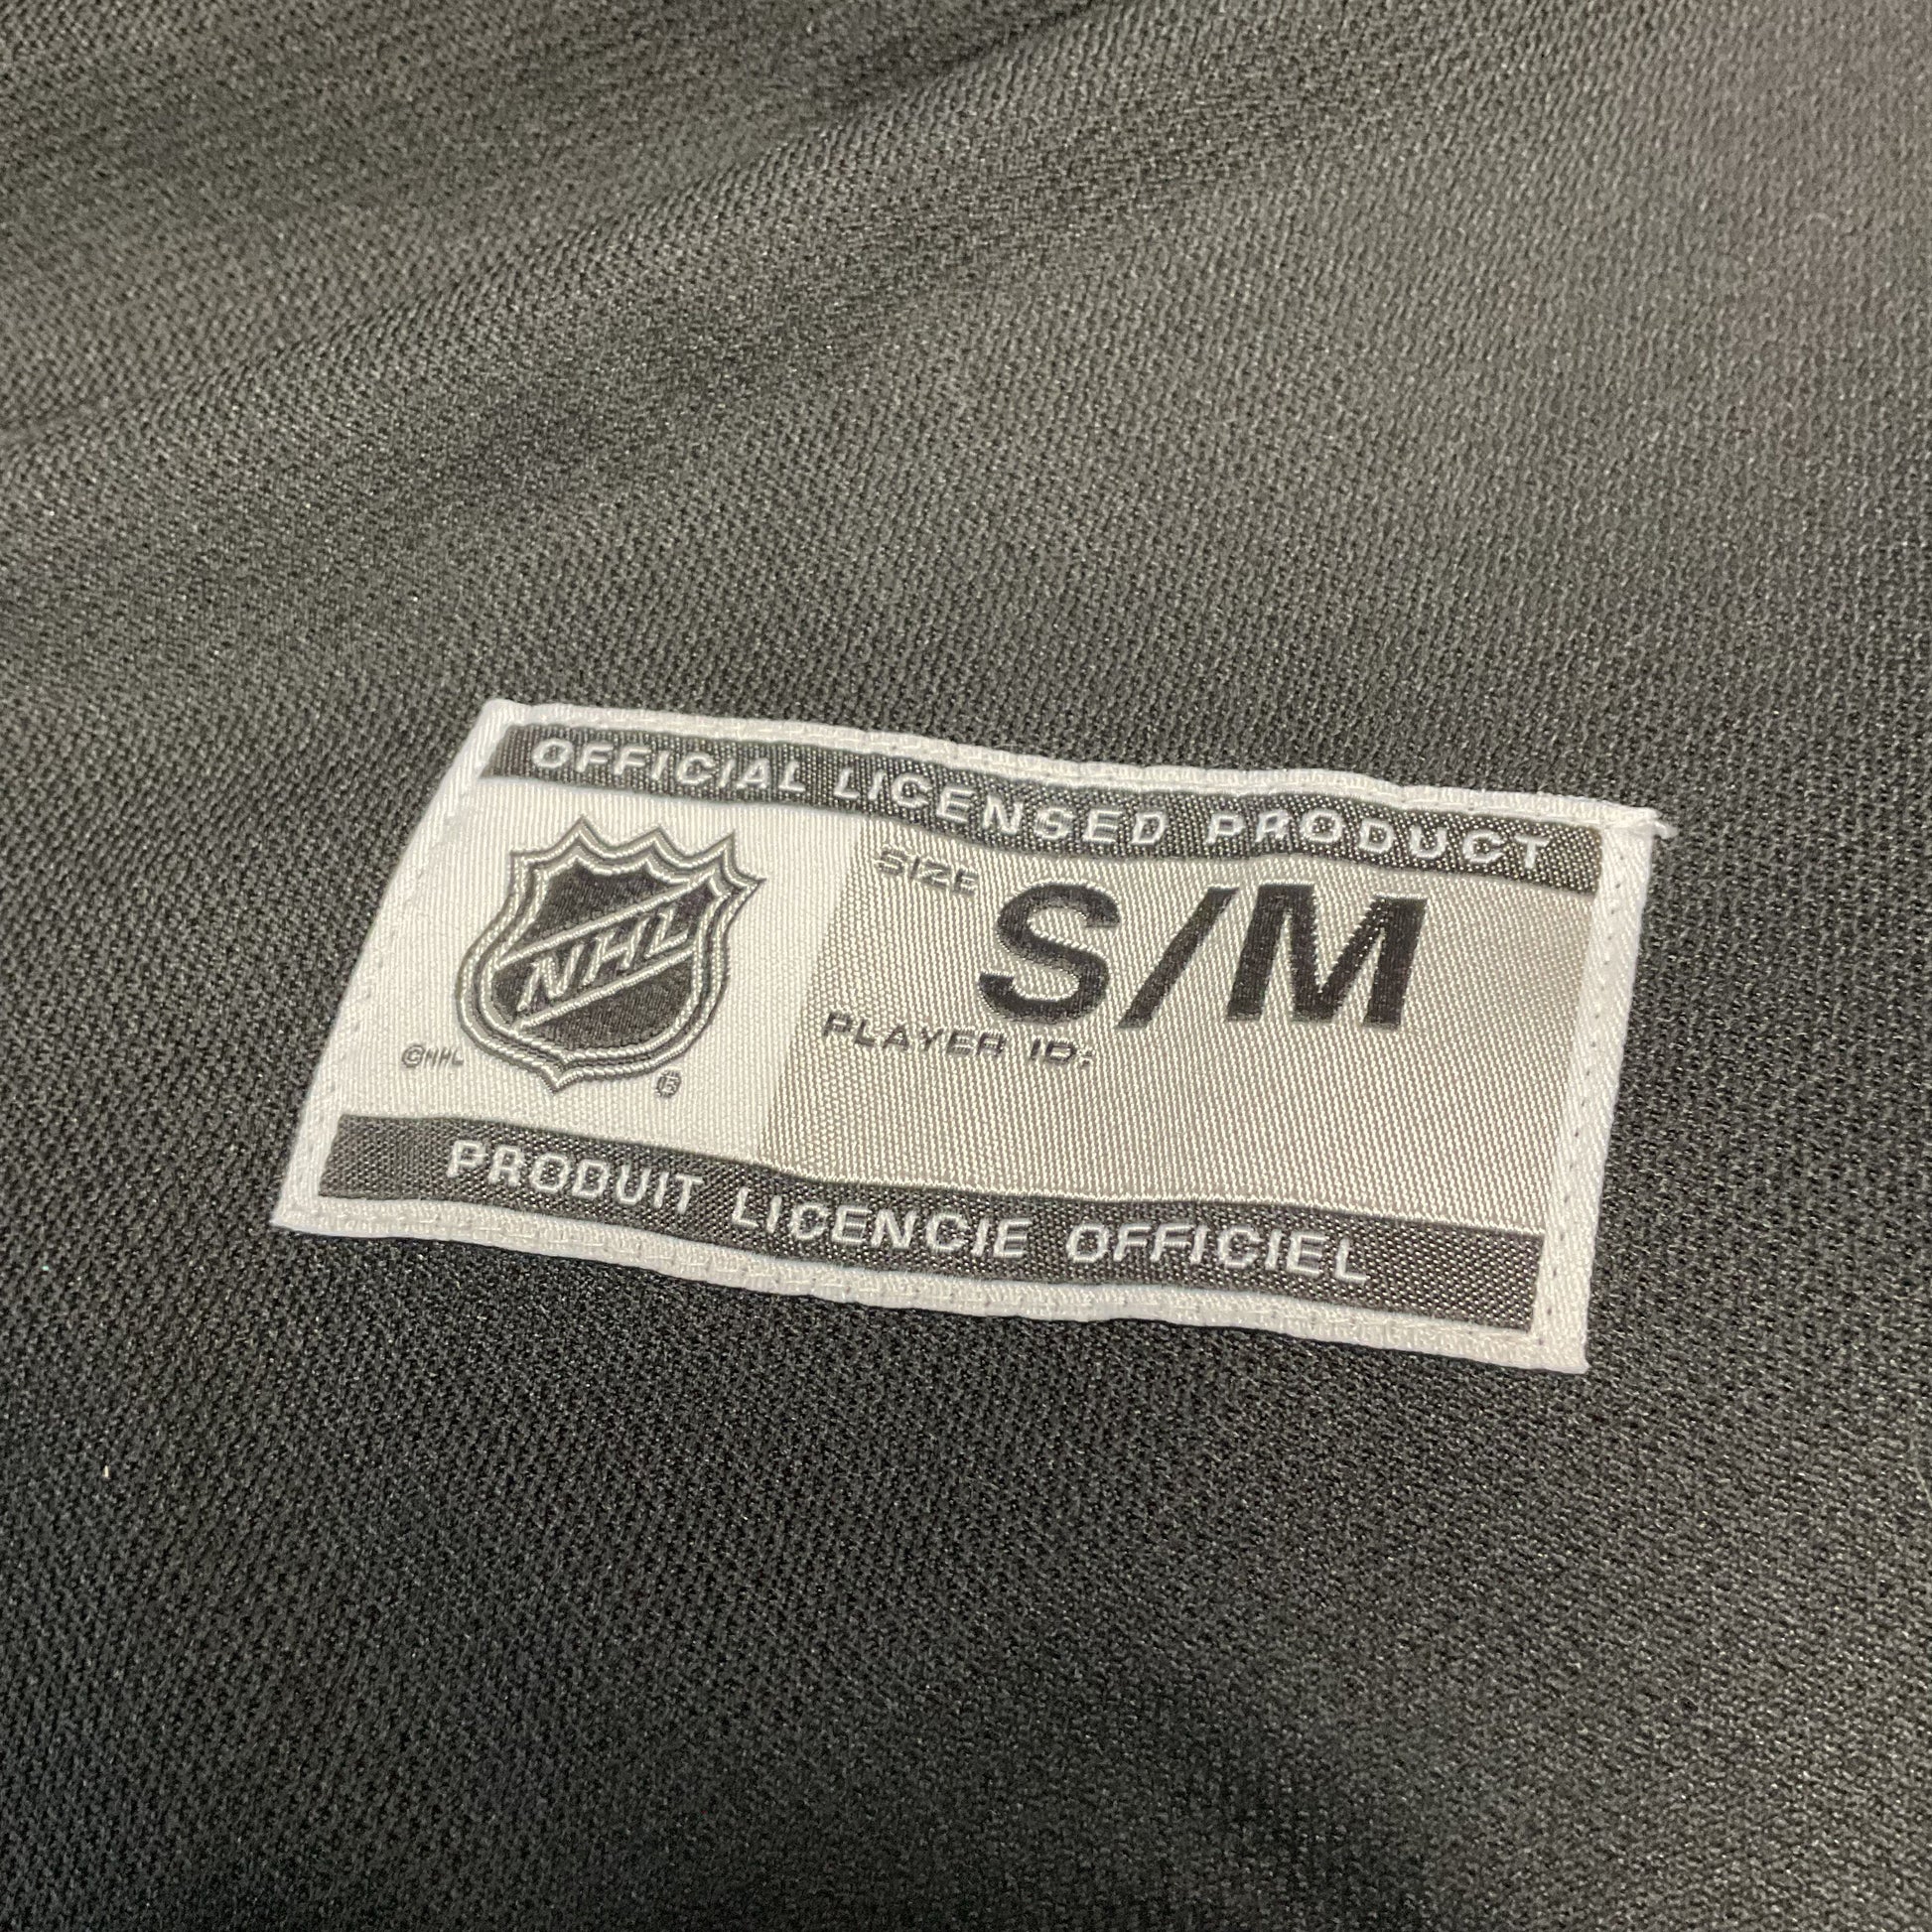 OFFICIAL LICENSED PRODUCT
NHL
SIZE S/M
PLAYER ID:
©NHL ®
PRODUIT LICENCIE OFFICIEL